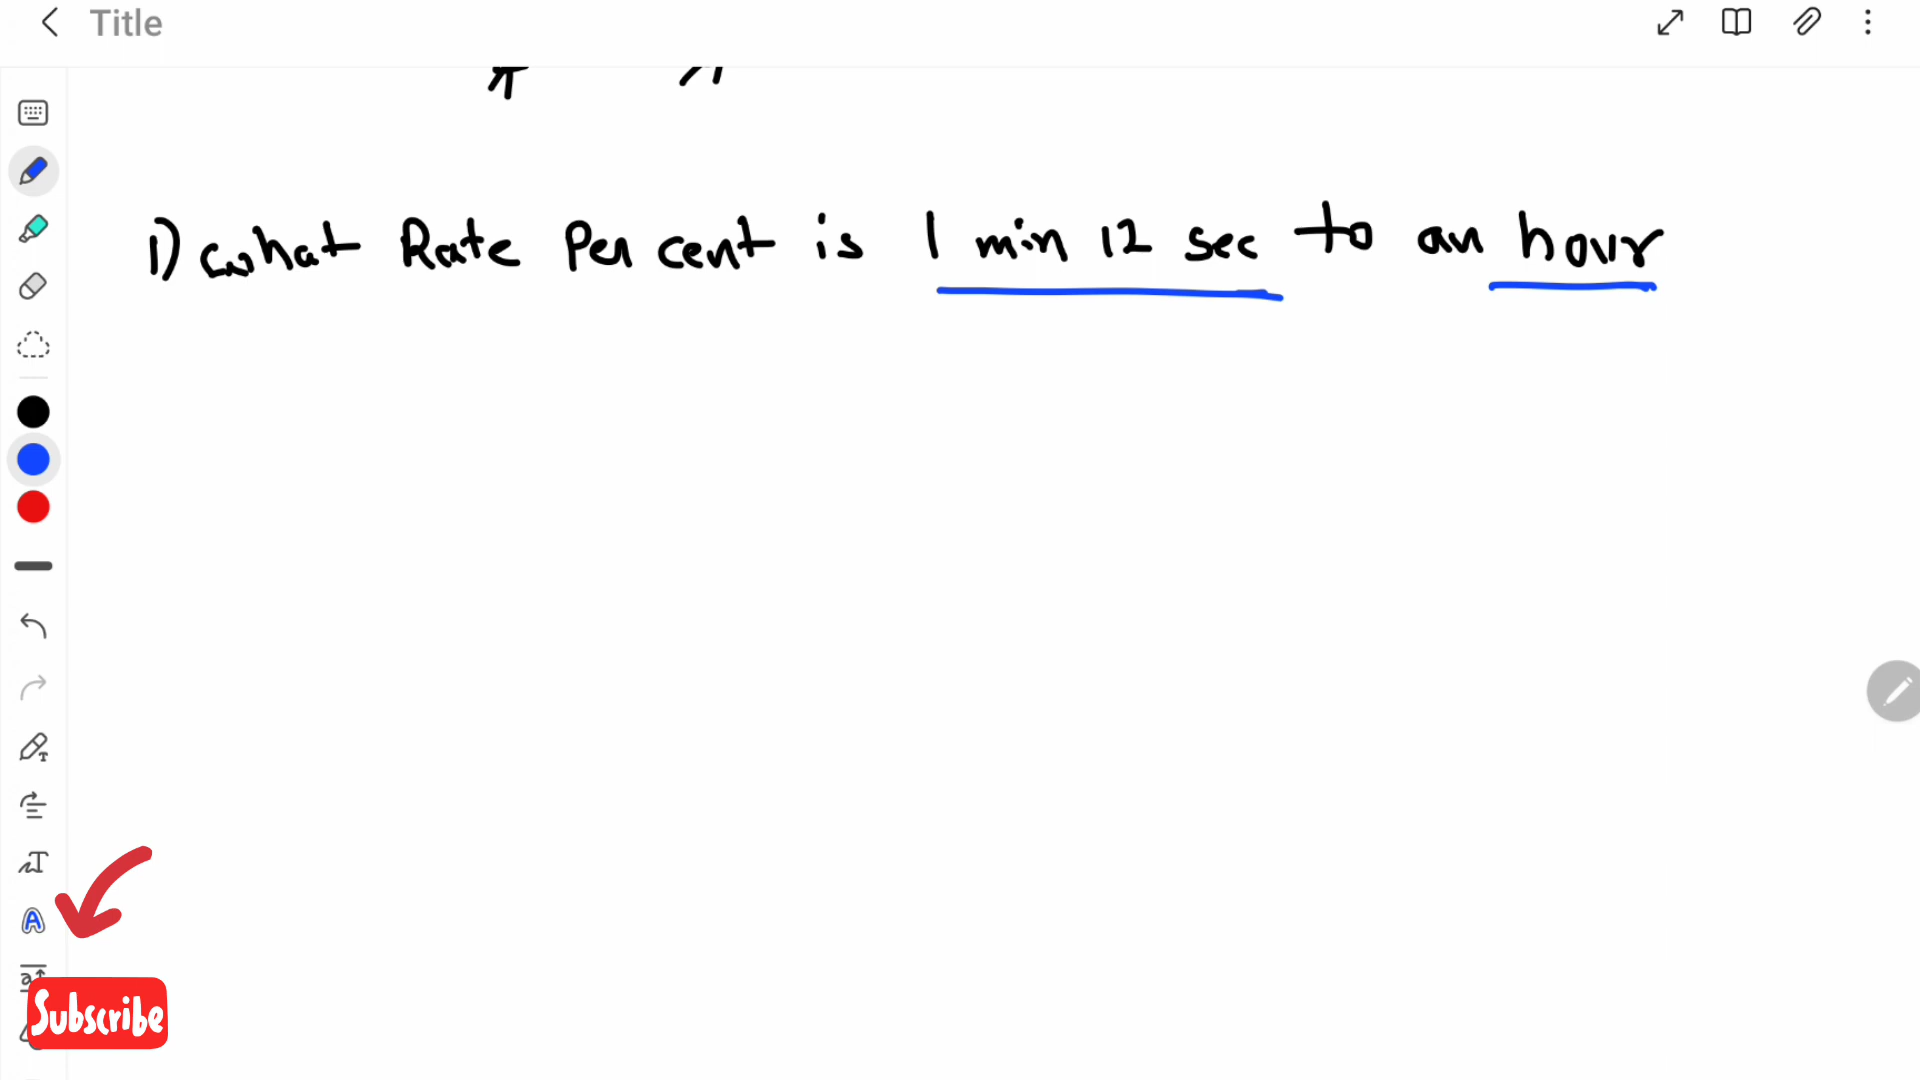 Title
1) what Rate Per cent is 1 min 12 sec to an hour
T
T
A
a
Subscribe